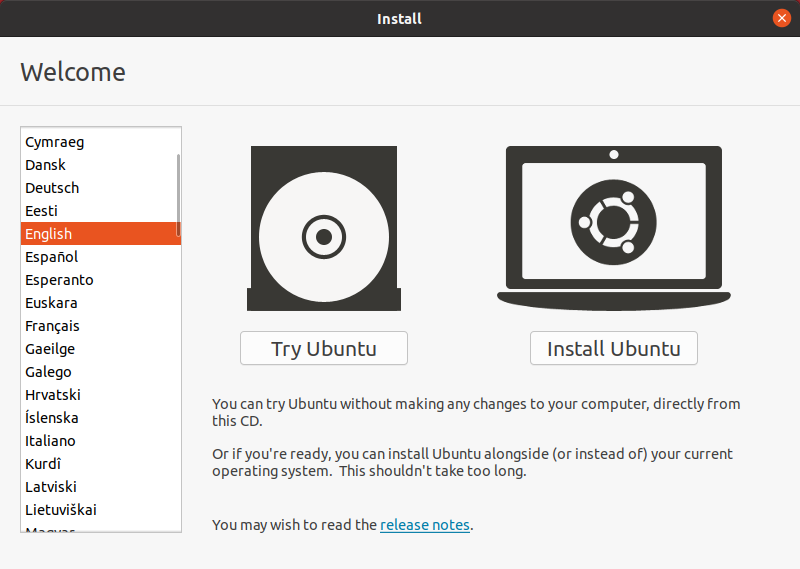 Install
Welcome
Cymraeg
Dansk
Deutsch
Eesti
English
Español
Esperanto
Euskara
Français
Gaeilge
Galego
Hrvatski
Íslenska
Italiano
Kurdî
Latviski
Lietuviškai
Magyar
Try Ubuntu
Install Ubuntu
You can try Ubuntu without making any changes to your computer, directly from
this CD.
Or if you're ready, you can install Ubuntu alongside (or instead of) your current
operating system.  This shouldn't take too long.
You may wish to read the release notes.